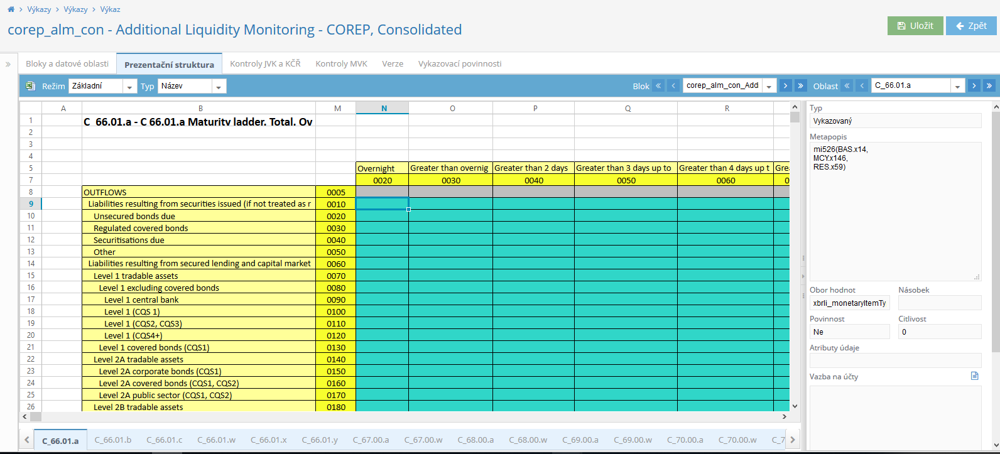 Výkazy > Výkazy > Výkaz
corep_alm_con - Additional Liquidity Monitoring - COREP, Consolidated
Uložit
Zpět
Bloky a datové oblasti
Prezentační struktura
Kontroly JVK a KČŘ
Kontroly MVK
Verze
Vykazovací povinnosti
Režim Základní Typ Název
Blok corep_alm_con_Add Oblast C_66.01.a
A B M N O P Q R
1 C_66.01.a - C 66.01.a Maturity ladder. Total. Ov
2
3
4
5 Overnight Greater than overnig Greater than 2 days Greater than 3 days up to Greater than 4 days up t Grea
7 0020 0030 0040 0050 0060 0
8 OUTFLOWS 0005
9 Liabilities resulting from securities issued (if not treated as r 0010
10 Unsecured bonds due 0020
11 Regulated covered bonds 0030
12 Securitisations due 0040
13 Other 0050
14 Liabilities resulting from secured lending and capital market 0060
15 Level 1 tradable assets 0070
16 Level 1 excluding covered bonds 0080
17 Level 1 central bank 0090
18 Level 1 (CQS 1) 0100
19 Level 1 (CQS2, CQS3) 0110
20 Level 1 (CQS4+) 0120
21 Level 1 covered bonds (CQS1) 0130
22 Level 2A tradable assets 0140
23 Level 2A corporate bonds (CQS1) 0150
24 Level 2A covered bonds (CQS1, CQS2) 0160
25 Level 2A public sector (CQS1, CQS2) 0170
26 Level 2B tradable assets 0180
C_66.01.a C_66.01.b C_66.01.c C_66.01.w C_66.01.x C_66.01.y C_67.00.a C_67.00.w C_68.00.a C_68.00.w C_69.00.a C_69.00.w C_70.00.a C_70.00.w C_7
Typ
Vykazovaný
Metapopis
mi526(BAS.x14,
MCY.x146,
RES.x59)
Obor hodnot Násobek
xbrli_monetaryItemTy
Povinnost Citlivost
Ne 0
Atributy údaje
Vazba na účty